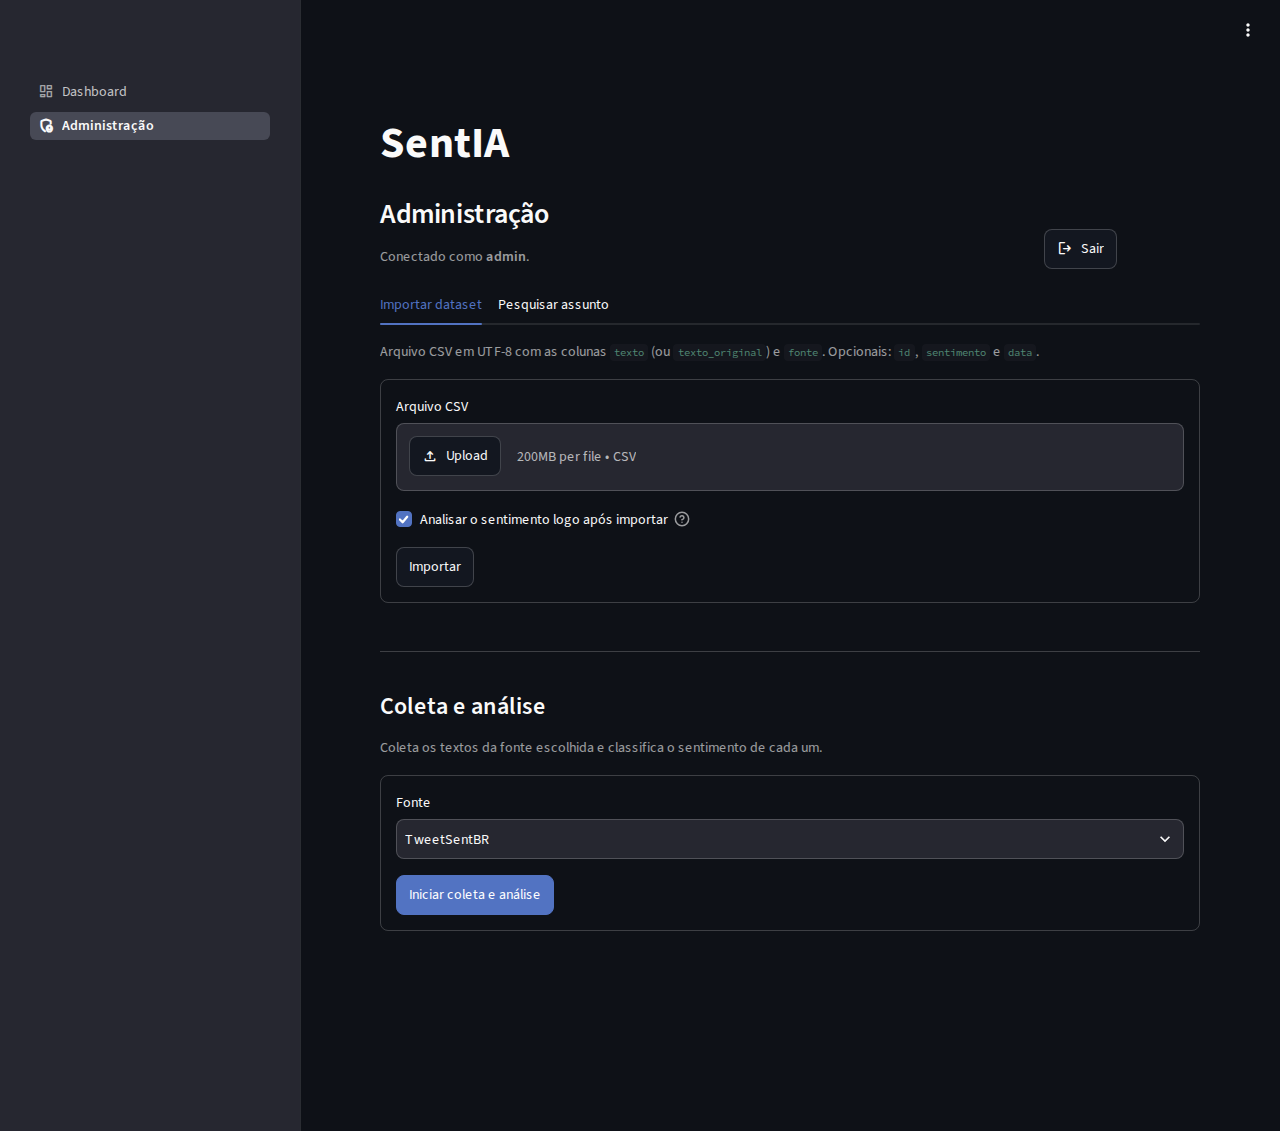 Dashboard
Administração
SentIA
Administração
Conectado como admin.
Sair
Importar dataset
Pesquisar assunto
Arquivo CSV em UTF-8 com as colunas texto (ou texto_original) e fonte. Opcionais: id, sentimento e data.
Arquivo CSV
Upload
200MB per file • CSV
Analisar o sentimento logo após importar
Importar
Coleta e análise
Coleta os textos da fonte escolhida e classifica o sentimento de cada um.
Fonte
TweetSentBR
Iniciar coleta e análise